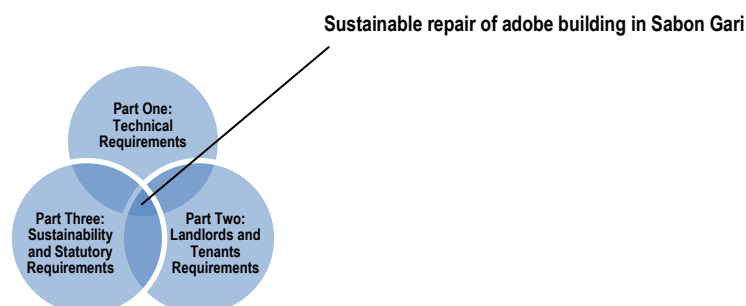 Sustainable repair of adobe building in Sabon Gari
Part One:
Technical
Requirements
Part Three:
Sustainability
and Statutory
Requirements
Part Two:
Landlords and
Tenants
Requirements